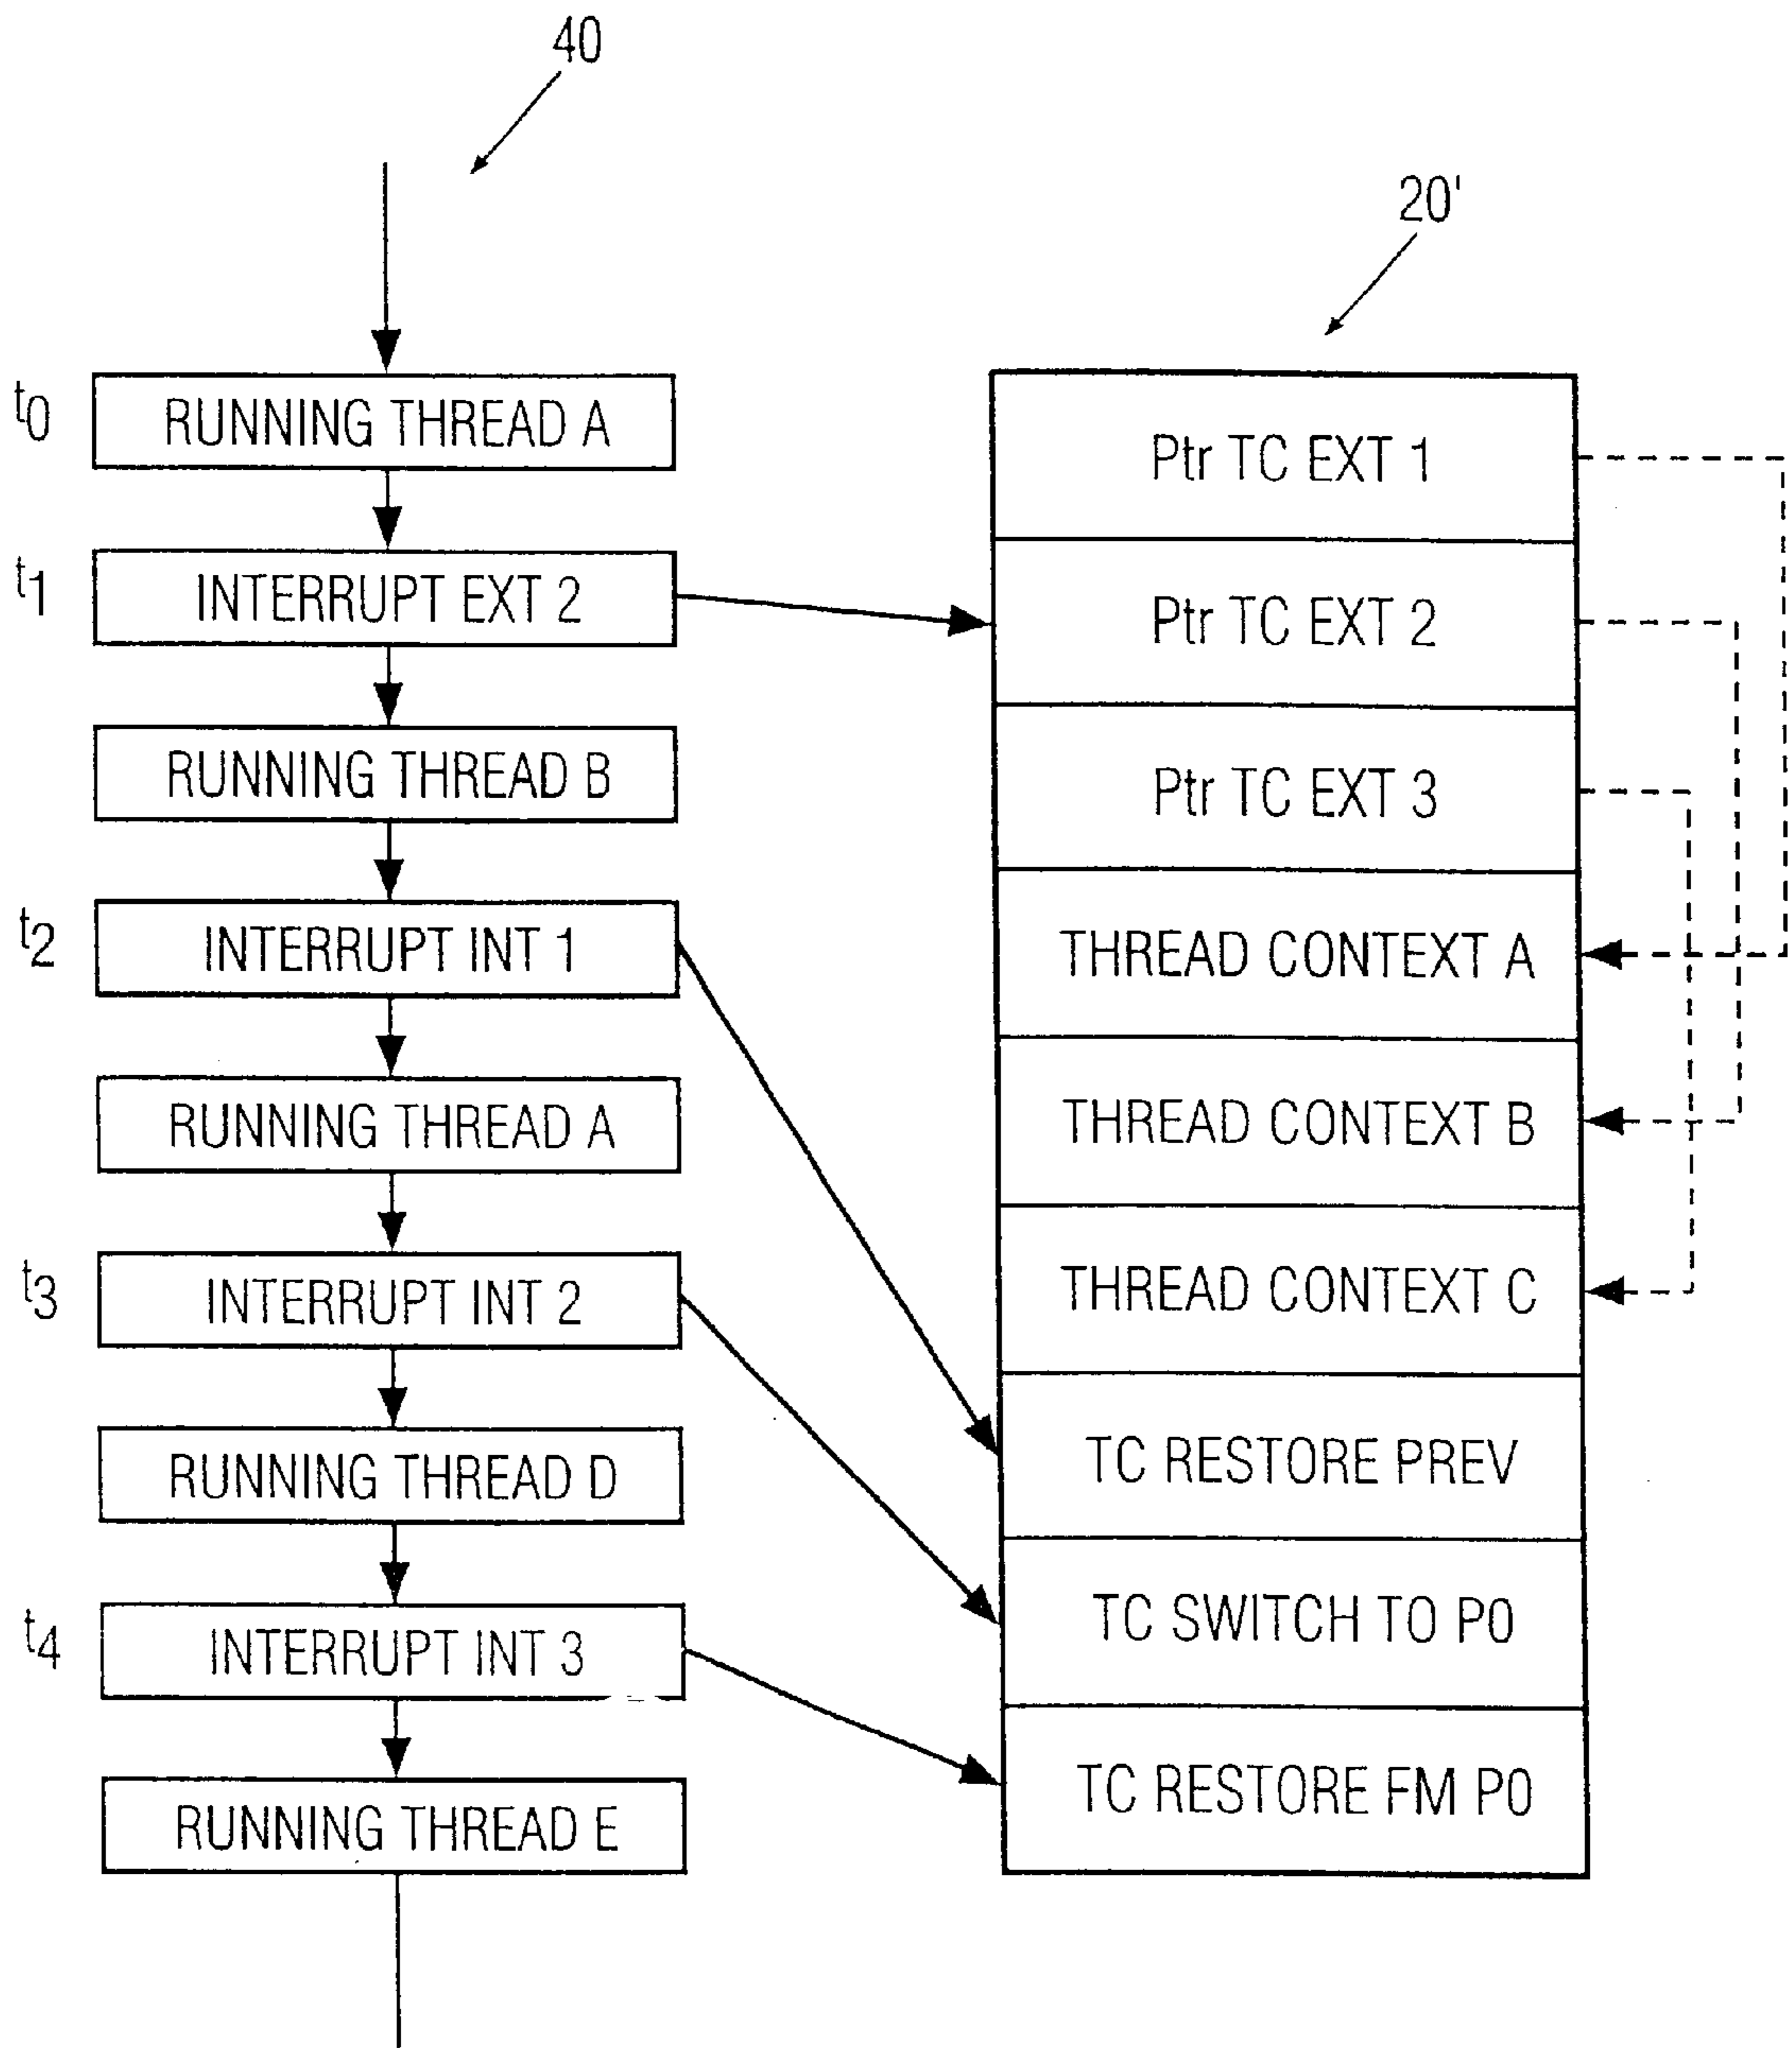 40
20'
t0 RUNNING THREAD A
t1 INTERRUPT EXT 2
RUNNING THREAD B
t2 INTERRUPT INT 1
RUNNING THREAD A
t3 INTERRUPT INT 2
RUNNING THREAD D
t4 INTERRUPT INT 3
RUNNING THREAD E
Ptr TC EXT 1
Ptr TC EXT 2
Ptr TC EXT 3
THREAD CONTEXT A
THREAD CONTEXT B
THREAD CONTEXT C
TC RESTORE PREV
TC SWITCH TO P0
TC RESTORE FM P0